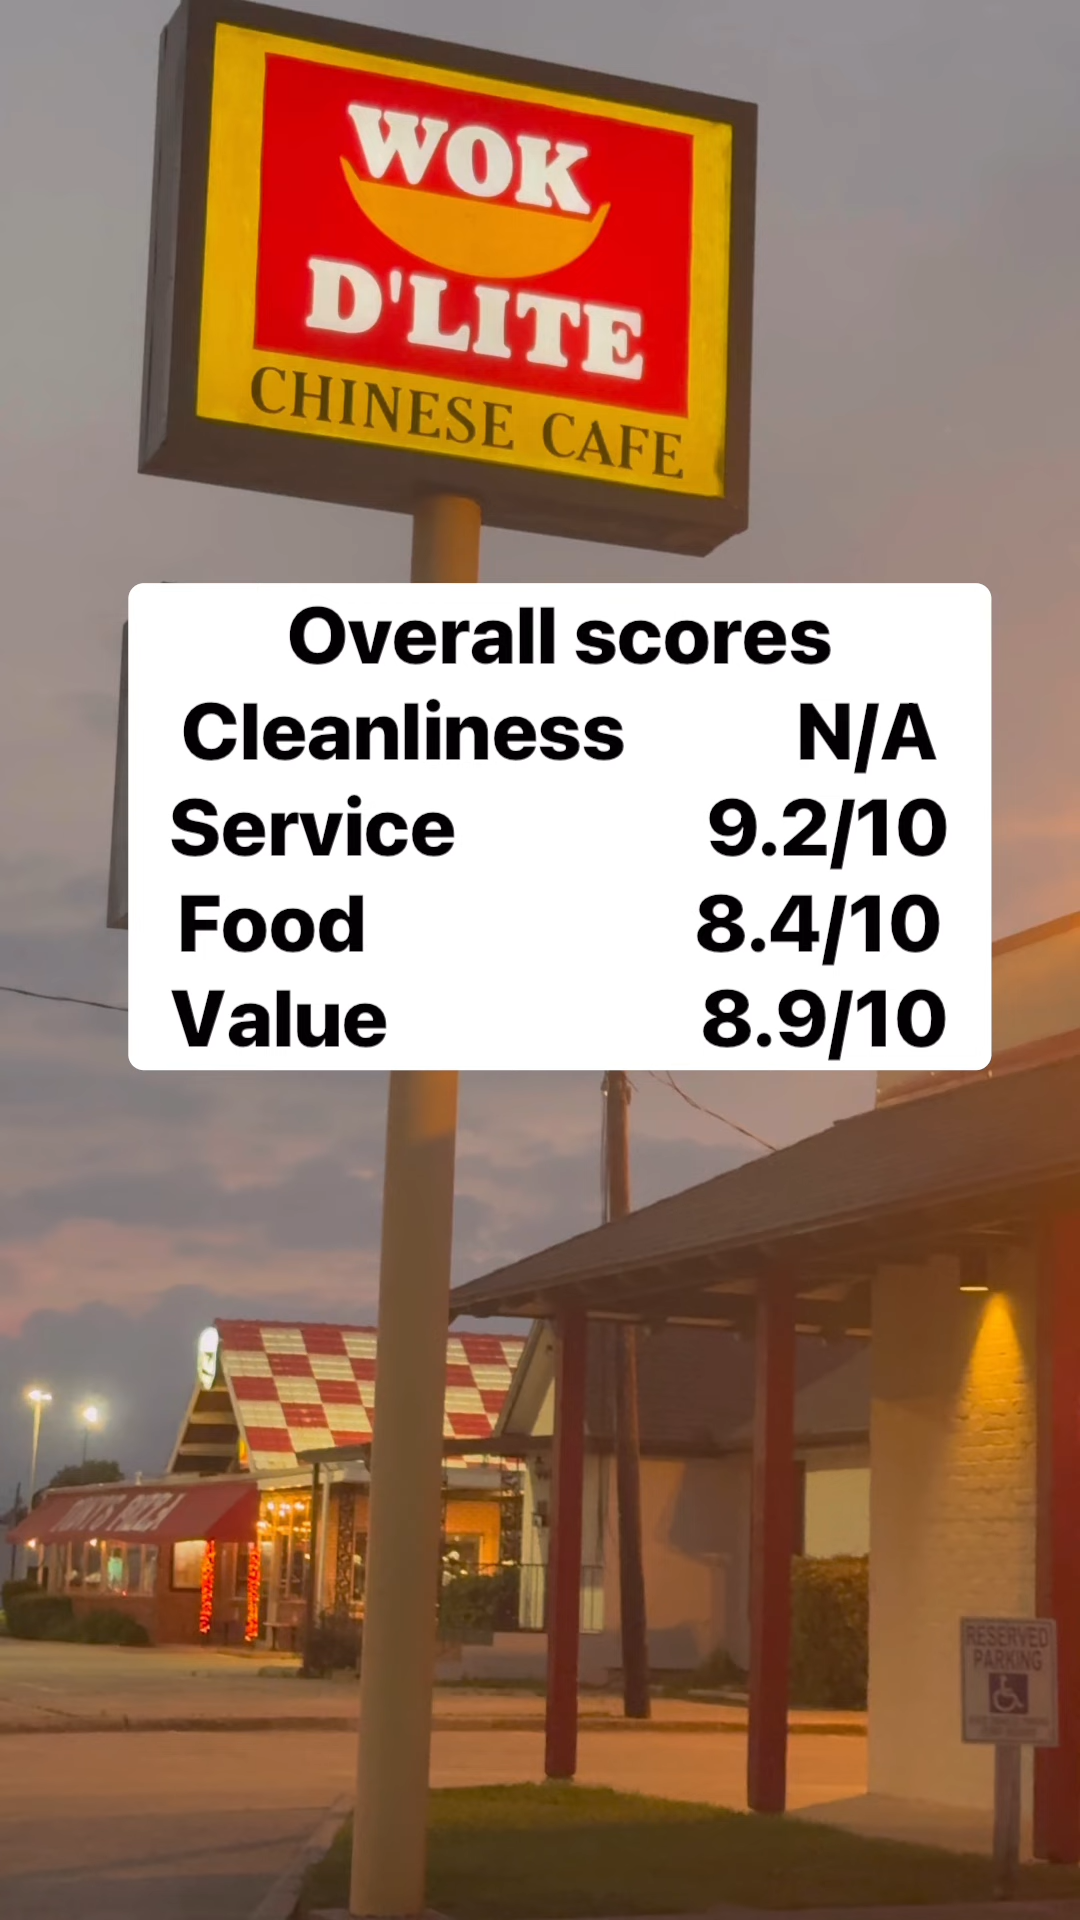 WOK
D'LITE
CHINESE CAFE
Overall scores
Cleanliness N/A
Service 9.2/10
Food 8.4/10
Value 8.9/10
PIZZA
RESERVED
PARKING